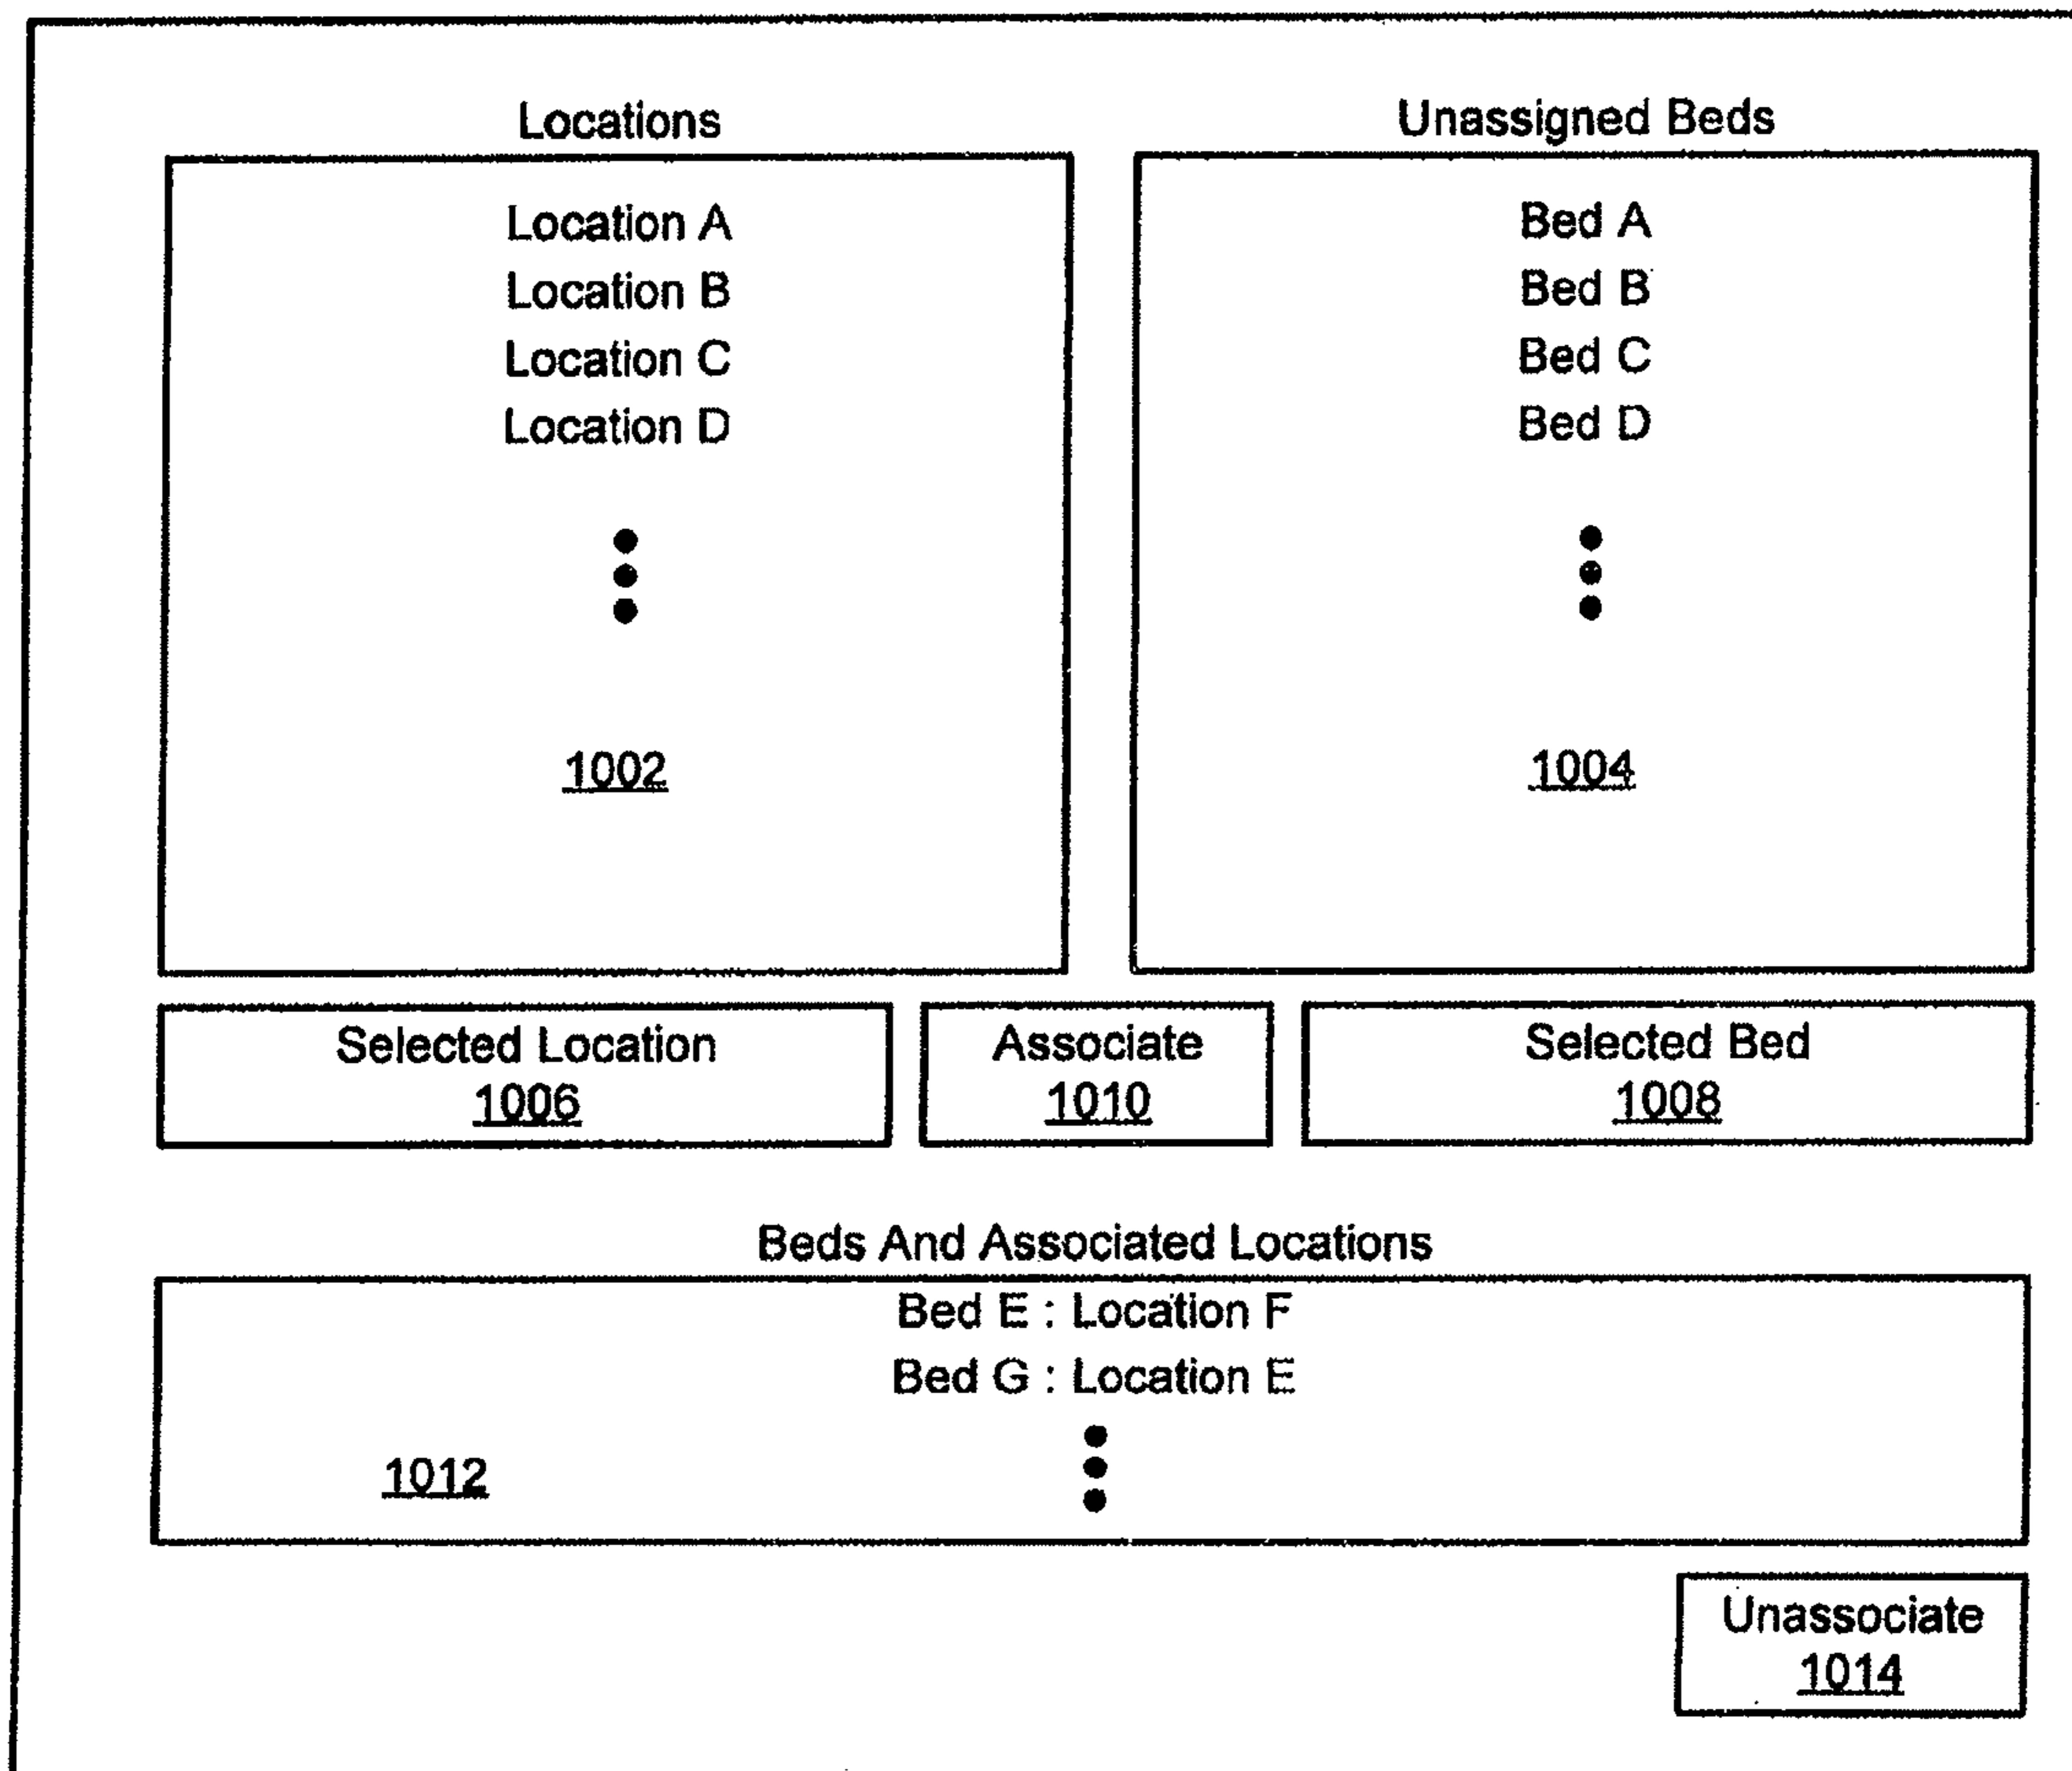 Locations
Location A
Location B
Location C
Location D
1002
Unassigned Beds
Bed A
Bed B
Bed C
Bed D
1004
Selected Location
1006
Associate
1010
Selected Bed
1008
Beds And Associated Locations
Bed E : Location F
Bed G : Location E
1012
Unassociate
1014